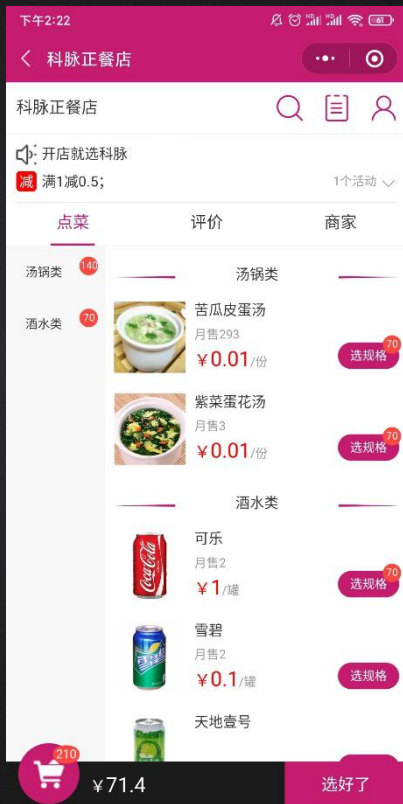 下午2:22
HD
HD
61
科脉正餐店
科脉正餐店
开店就选科脉
减 满1减0.5；
1个活动
点菜 评价 商家
汤锅类 140
酒水类 70
汤锅类
苦瓜皮蛋汤
月售293
￥0.01/份
选规格 70
紫菜蛋花汤
月售3
￥0.01/份
选规格 70
酒水类
Coca-Cola
可乐
月售2
￥1/罐
选规格 70
雪碧
月售2
￥0.1/罐
选规格
天地壹号
210
￥71.4
选好了